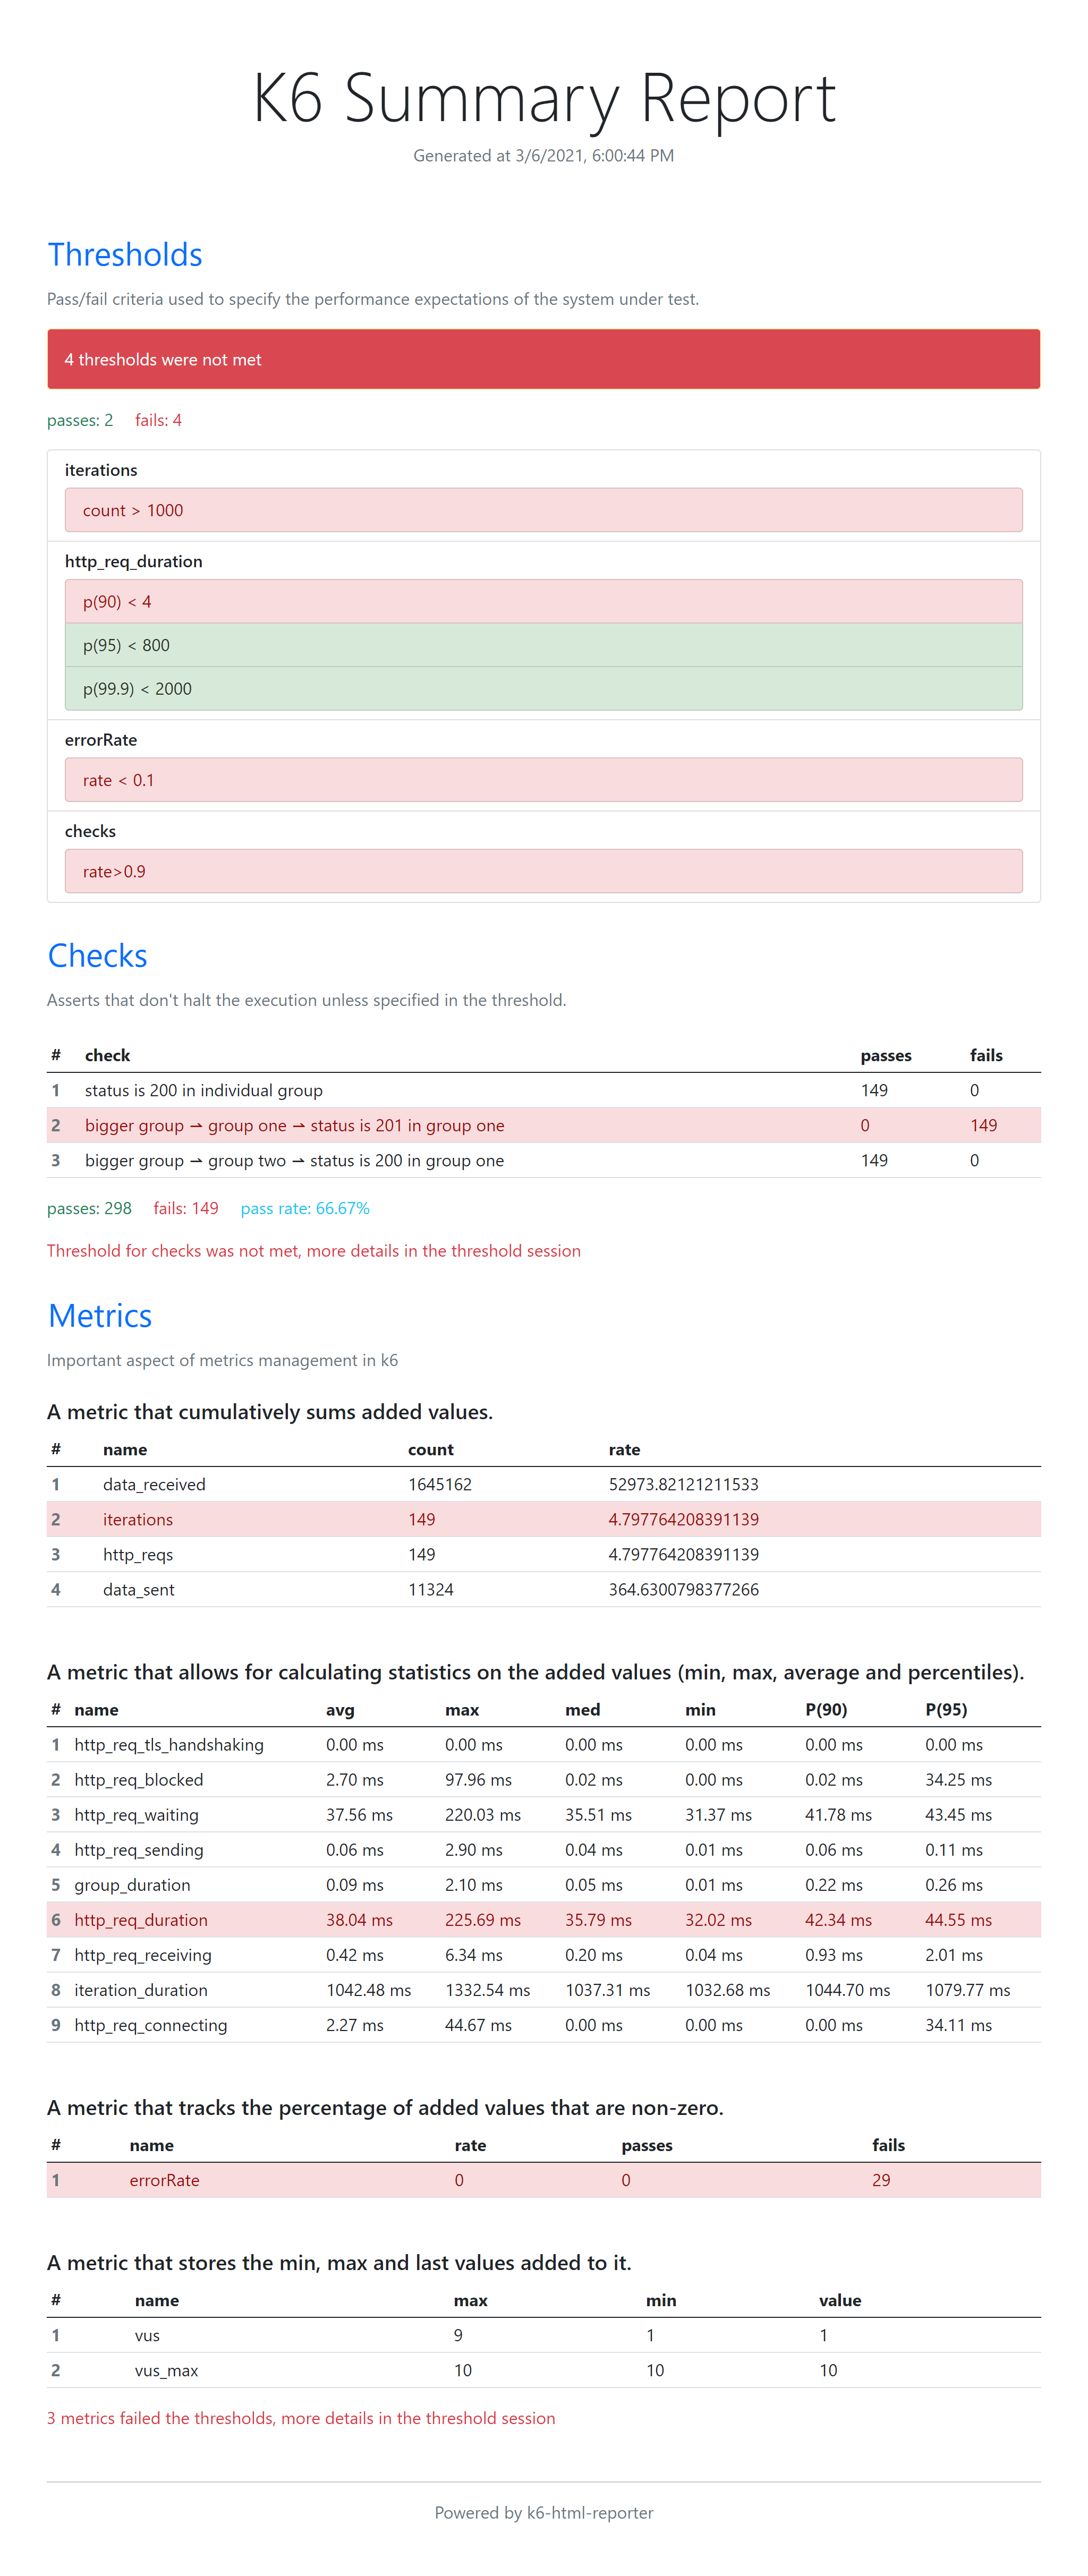 K6 Summary Report
Generated at 3/6/2021, 6:00:44 PM
Thresholds
Pass/fail criteria used to specify the performance expectations of the system under test.
4 thresholds were not met
passes: 2 fails: 4
iterations
count > 1000
http_req_duration
p(90) < 4
p(95) < 800
p(99.9) < 2000
errorRate
rate < 0.1
checks
rate>0.9
Checks
Asserts that don't halt the execution unless specified in the threshold.
# check passes fails
1 status is 200 in individual group 149 0
2 bigger group ⇀ group one ⇀ status is 201 in group one 0 149
3 bigger group ⇀ group two ⇀ status is 200 in group one 149 0
passes: 298 fails: 149 pass rate: 66.67%
Threshold for checks was not met, more details in the threshold session
Metrics
Important aspect of metrics management in k6
A metric that cumulatively sums added values.
# name count rate
1 data_received 1645162 52973.82121211533
2 iterations 149 4.797764208391139
3 http_reqs 149 4.797764208391139
4 data_sent 11324 364.6300798377266
A metric that allows for calculating statistics on the added values (min, max, average and percentiles).
# name avg max med min P(90) P(95)
1 http_req_tls_handshaking 0.00 ms 0.00 ms 0.00 ms 0.00 ms 0.00 ms 0.00 ms
2 http_req_blocked 2.70 ms 97.96 ms 0.02 ms 0.00 ms 0.02 ms 34.25 ms
3 http_req_waiting 37.56 ms 220.03 ms 35.51 ms 31.37 ms 41.78 ms 43.45 ms
4 http_req_sending 0.06 ms 2.90 ms 0.04 ms 0.01 ms 0.06 ms 0.11 ms
5 group_duration 0.09 ms 2.10 ms 0.05 ms 0.01 ms 0.22 ms 0.26 ms
6 http_req_duration 38.04 ms 225.69 ms 35.79 ms 32.02 ms 42.34 ms 44.55 ms
7 http_req_receiving 0.42 ms 6.34 ms 0.20 ms 0.04 ms 0.93 ms 2.01 ms
8 iteration_duration 1042.48 ms 1332.54 ms 1037.31 ms 1032.68 ms 1044.70 ms 1079.77 ms
9 http_req_connecting 2.27 ms 44.67 ms 0.00 ms 0.00 ms 0.00 ms 34.11 ms
A metric that tracks the percentage of added values that are non-zero.
# name rate passes fails
1 errorRate 0 0 29
A metric that stores the min, max and last values added to it.
# name max min value
1 vus 9 1 1
2 vus_max 10 10 10
3 metrics failed the thresholds, more details in the threshold session
Powered by k6-html-reporter